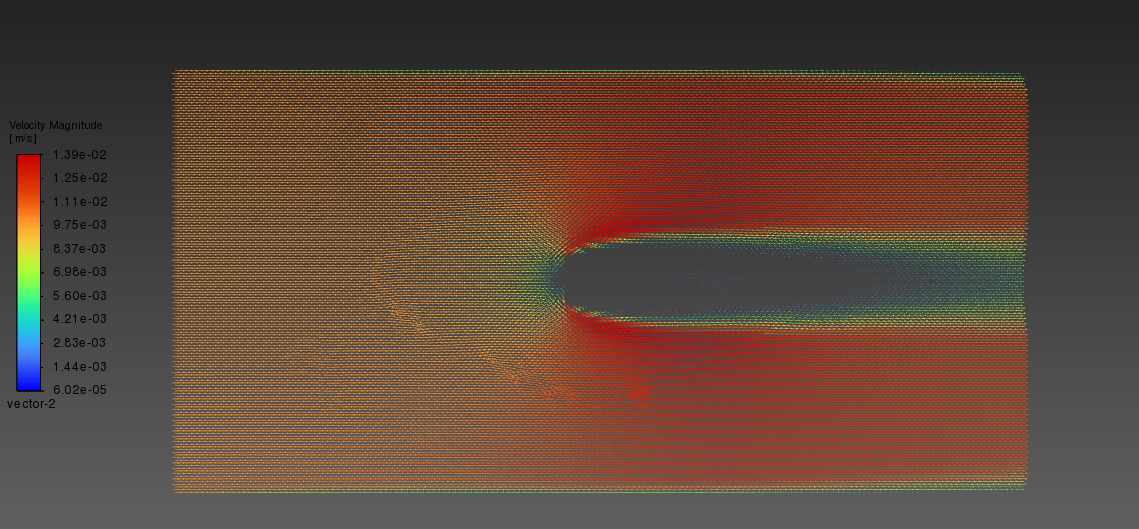 Velocity Magnitude
[ m/s ]
1.39e-02
1.25e-02
1.11e-02
9.75e-03
8.37e-03
6.98e-03
5.60e-03
4.21e-03
2.83e-03
1.44e-03
6.02e-05
vector-2